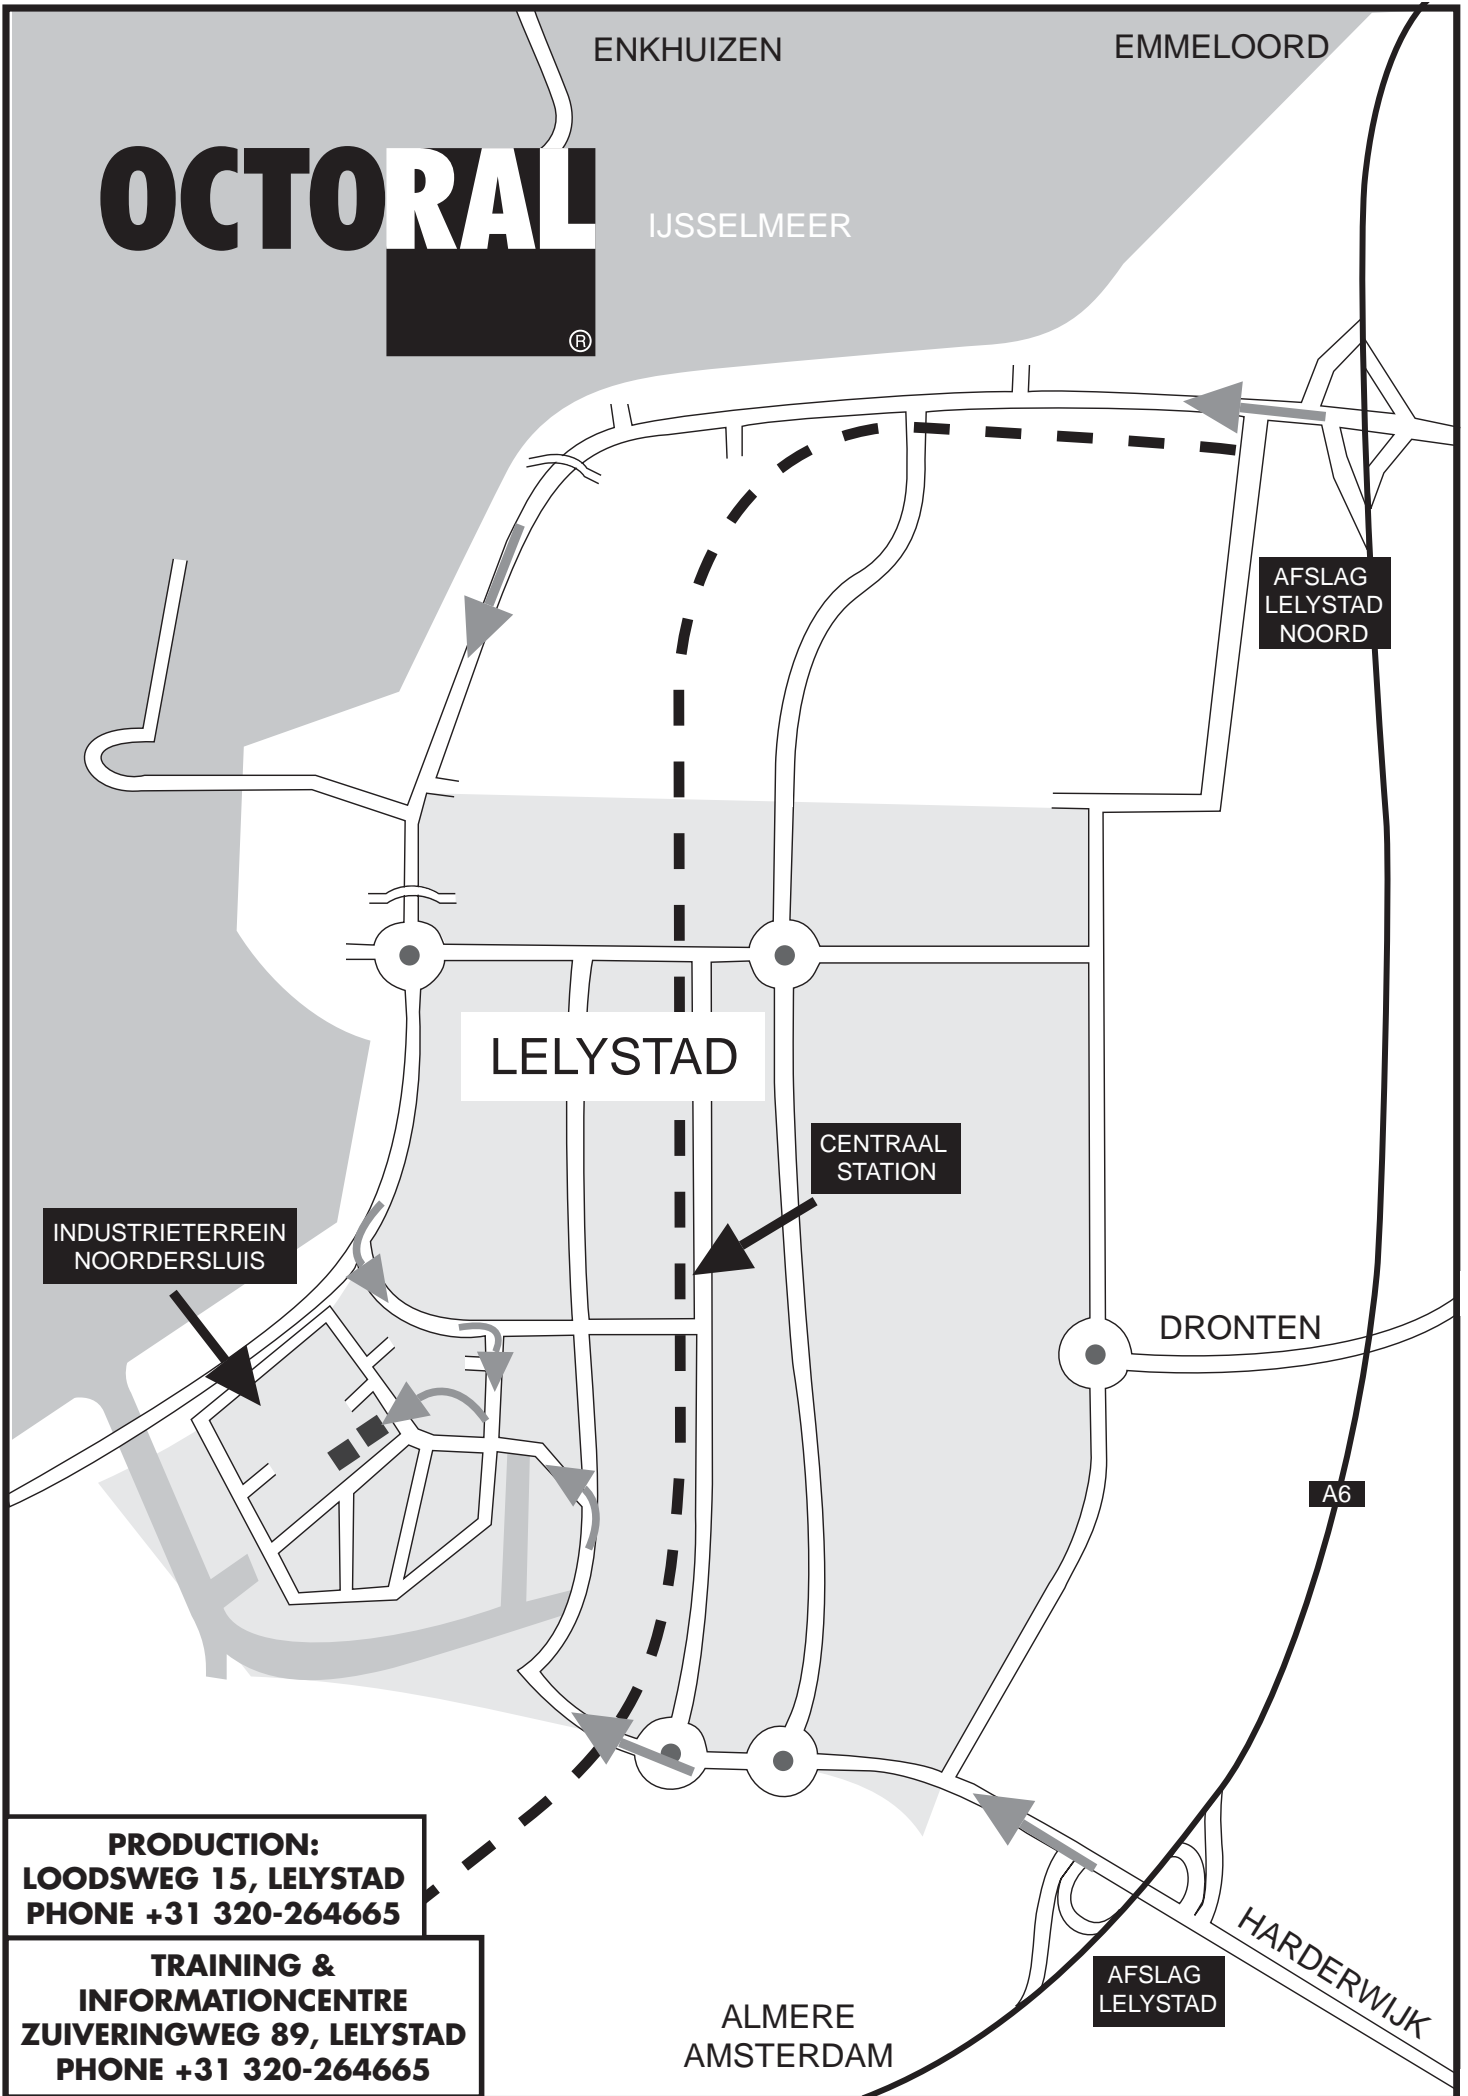 ENKHUIZEN
EMMELOORD
OCTORAL
®
IJSSELMEER
AFSLAG
LELYSTAD
NOORD
LELYSTAD
CENTRAAL
STATION
INDUSTRIETERREIN
NOORDERSLUIS
DRONTEN
A6
PRODUCTION:
LOODSWEG 15, LELYSTAD
PHONE +31 320-264665
TRAINING &
INFORMATIONCENTRE
ZUIVERINGWEG 89, LELYSTAD
PHONE +31 320-264665
ALMERE
AMSTERDAM
AFSLAG
LELYSTAD
HARDERWIJK